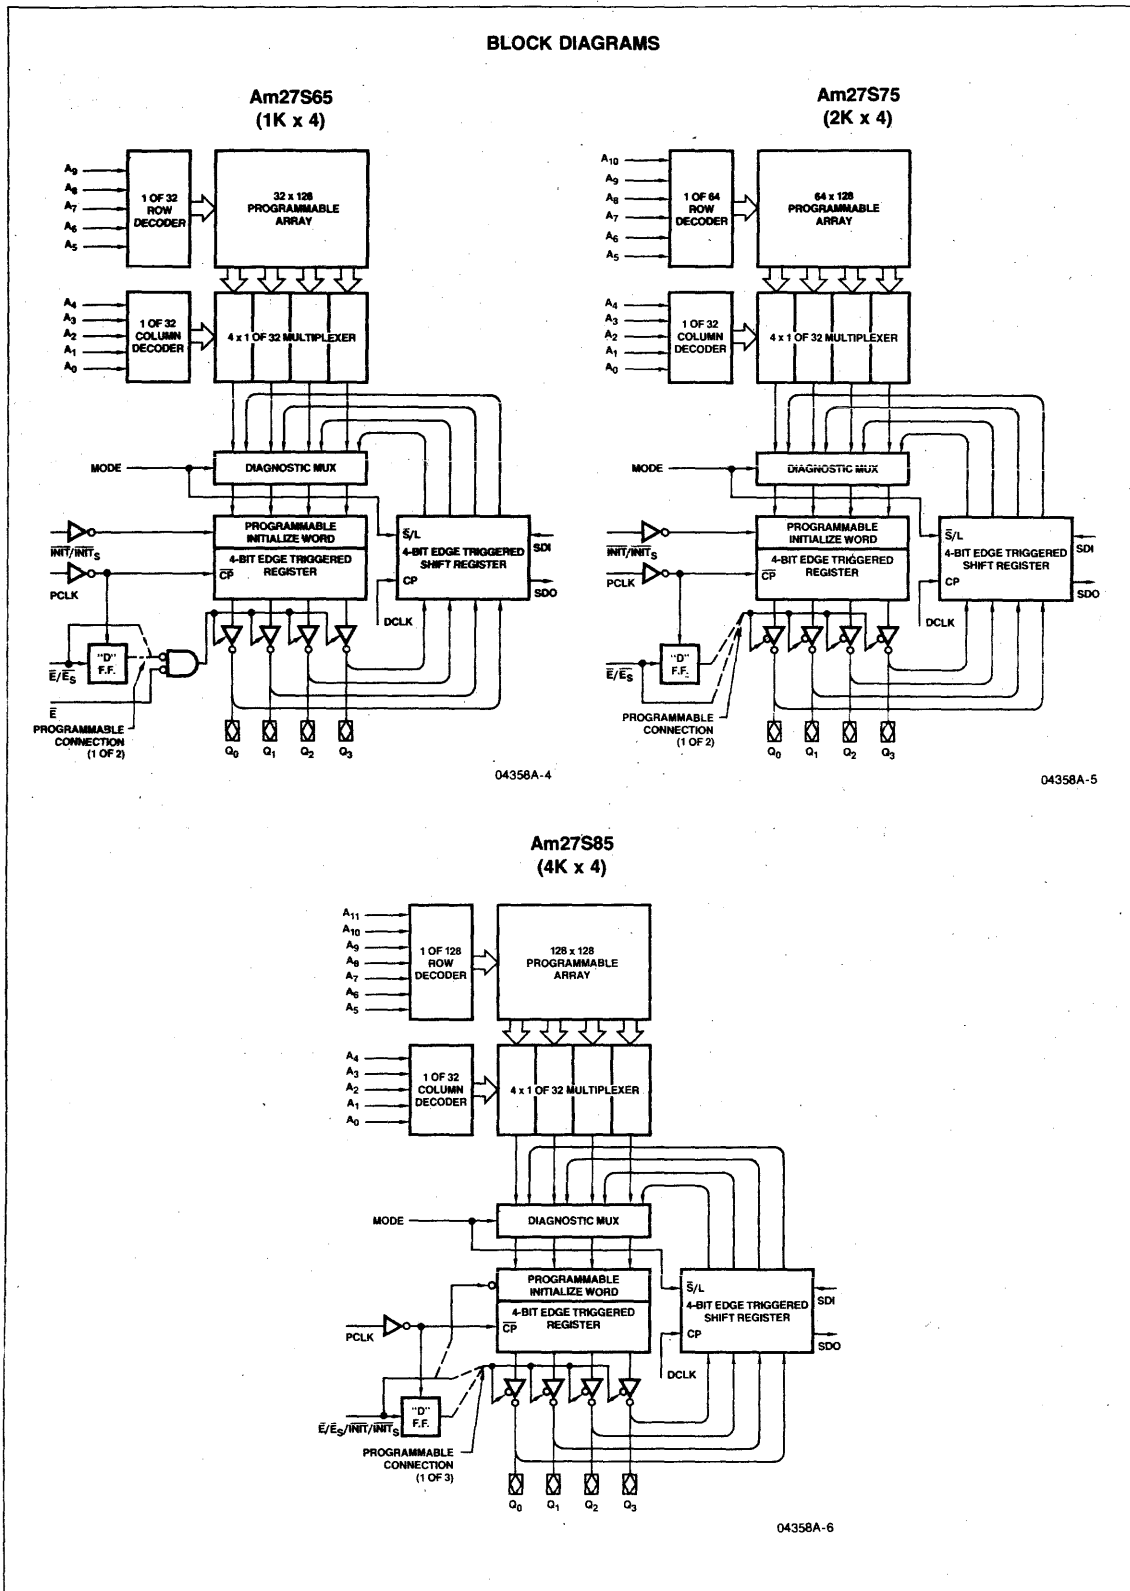 BLOCK DIAGRAMS
Am27S65
(1K x 4)
A9
A8
A7
A6
A5
1 OF 32
ROW
DECODER
32 x 128
PROGRAMMABLE
ARRAY
A4
A3
A2
A1
A0
1 OF 32
COLUMN
DECODER
4 x 1 OF 32 MULTIPLEXER
MODE
DIAGNOSTIC MUX
INIT/INITS
PROGRAMMABLE
INITIALIZE WORD
4-BIT EDGE TRIGGERED
REGISTER
CP
PCLK
S/L
4-BIT EDGE TRIGGERED
SHIFT REGISTER
CP
SDI
SDO
DCLK
E/ES
"D"
F.F.
E
PROGRAMMABLE
CONNECTION
(1 OF 2)
Q0 Q1 Q2 Q3
04358A-4
Am27S75
(2K x 4)
A10
A9
A8
A7
A6
A5
1 OF 64
ROW
DECODER
64 x 128
PROGRAMMABLE
ARRAY
A4
A3
A2
A1
A0
1 OF 32
COLUMN
DECODER
4 x 1 OF 32 MULTIPLEXER
MODE
DIAGNOSTIC MUX
INIT/INITS
PROGRAMMABLE
INITIALIZE WORD
4-BIT EDGE TRIGGERED
REGISTER
CP
PCLK
S/L
4-BIT EDGE TRIGGERED
SHIFT REGISTER
CP
SDI
SDO
DCLK
E/ES
"D"
F.F.
PROGRAMMABLE
CONNECTION
(1 OF 2)
Q0 Q1 Q2 Q3
04358A-5
Am27S85
(4K x 4)
A11
A10
A9
A8
A7
A6
A5
1 OF 128
ROW
DECODER
128 x 128
PROGRAMMABLE
ARRAY
A4
A3
A2
A1
A0
1 OF 32
COLUMN
DECODER
4 x 1 OF 32 MULTIPLEXER
MODE
DIAGNOSTIC MUX
PROGRAMMABLE
INITIALIZE WORD
4-BIT EDGE TRIGGERED
REGISTER
CP
PCLK
S/L
4-BIT EDGE TRIGGERED
SHIFT REGISTER
CP
SDI
SDO
DCLK
E/ES/INIT/INITS
"D"
F.F.
PROGRAMMABLE
CONNECTION
(1 OF 3)
Q0 Q1 Q2 Q3
04358A-6